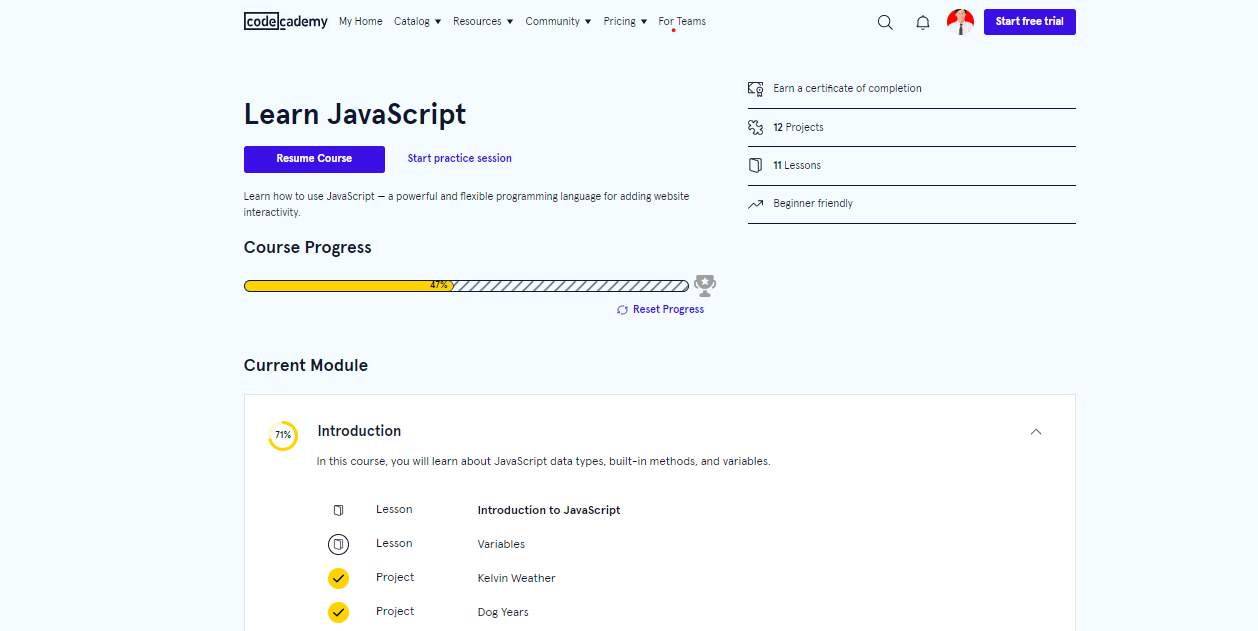 codecademy My Home Catalog Resources Community Pricing For Teams Start free trial
Learn JavaScript
Resume Course Start practice session
Learn how to use JavaScript — a powerful and flexible programming language for adding website
interactivity.
Earn a certificate of completion
12 Projects
11 Lessons
Beginner friendly
Course Progress
47%
Reset Progress
Current Module
71% Introduction
In this course, you will learn about JavaScript data types, built-in methods, and variables.
Lesson Introduction to JavaScript
Lesson Variables
Project Kelvin Weather
Project Dog Years